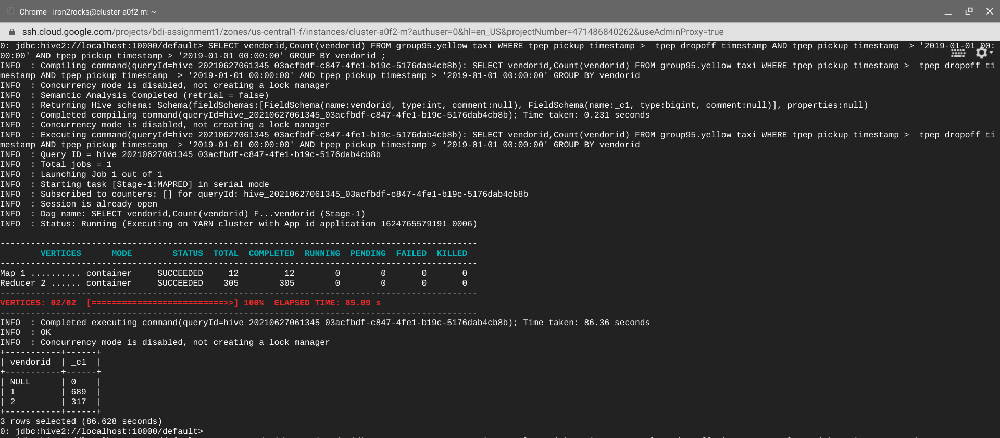 Chrome - iron2rocks@cluster-a0f2-m: ~
ssh.cloud.google.com/projects/bdi-assignment1/zones/us-central1-f/instances/cluster-a0f2-m?authuser=0&hl=en_US&projectNumber=471486840262&useAdminProxy=true
0: jdbc:hive2://localhost:10000/default> SELECT vendorid,Count(vendorid) FROM group95.yellow_taxi WHERE tpep_pickup_timestamp >  tpep_dropoff_timestamp AND tpep_pickup_timestamp  > '2019-01-01 00:
00:00' AND tpep_pickup_timestamp > '2019-01-01 00:00:00' GROUP BY vendorid ;
INFO  : Compiling command(queryId=hive_20210627061345_03acfbdf-c847-4fe1-b19c-5176dab4cb8b): SELECT vendorid,Count(vendorid) FROM group95.yellow_taxi WHERE tpep_pickup_timestamp >  tpep_dropoff_ti
mestamp AND tpep_pickup_timestamp  > '2019-01-01 00:00:00' AND tpep_pickup_timestamp > '2019-01-01 00:00:00' GROUP BY vendorid
INFO  : Concurrency mode is disabled, not creating a lock manager
INFO  : Semantic Analysis Completed (retrial = false)
INFO  : Returning Hive schema: Schema(fieldSchemas:[FieldSchema(name:vendorid, type:int, comment:null), FieldSchema(name:_c1, type:bigint, comment:null)], properties:null)
INFO  : Completed compiling command(queryId=hive_20210627061345_03acfbdf-c847-4fe1-b19c-5176dab4cb8b); Time taken: 0.231 seconds
INFO  : Concurrency mode is disabled, not creating a lock manager
INFO  : Executing command(queryId=hive_20210627061345_03acfbdf-c847-4fe1-b19c-5176dab4cb8b): SELECT vendorid,Count(vendorid) FROM group95.yellow_taxi WHERE tpep_pickup_timestamp >  tpep_dropoff_ti
mestamp AND tpep_pickup_timestamp  > '2019-01-01 00:00:00' AND tpep_pickup_timestamp > '2019-01-01 00:00:00' GROUP BY vendorid
INFO  : Query ID = hive_20210627061345_03acfbdf-c847-4fe1-b19c-5176dab4cb8b
INFO  : Total jobs = 1
INFO  : Launching Job 1 out of 1
INFO  : Starting task [Stage-1:MAPRED] in serial mode
INFO  : Subscribed to counters: [] for queryId: hive_20210627061345_03acfbdf-c847-4fe1-b19c-5176dab4cb8b
INFO  : Session is already open
INFO  : Dag name: SELECT vendorid,Count(vendorid) F...vendorid (Stage-1)
INFO  : Status: Running (Executing on YARN cluster with App id application_1624765579191_0006)
----------------------------------------------------------------------------------------------
        VERTICES      MODE        STATUS  TOTAL  COMPLETED  RUNNING  PENDING  FAILED  KILLED
----------------------------------------------------------------------------------------------
Map 1 .......... container     SUCCEEDED     12         12        0        0       0       0
Reducer 2 ...... container     SUCCEEDED    305        305        0        0       0       0
----------------------------------------------------------------------------------------------
VERTICES: 02/02  [==========================>>] 100%  ELAPSED TIME: 85.09 s
----------------------------------------------------------------------------------------------
INFO  : Completed executing command(queryId=hive_20210627061345_03acfbdf-c847-4fe1-b19c-5176dab4cb8b); Time taken: 86.36 seconds
INFO  : OK
INFO  : Concurrency mode is disabled, not creating a lock manager
+-----------+------+
| vendorid  | _c1  |
+-----------+------+
| NULL      | 0    |
| 1         | 689  |
| 2         | 317  |
+-----------+------+
3 rows selected (86.628 seconds)
0: jdbc:hive2://localhost:10000/default>